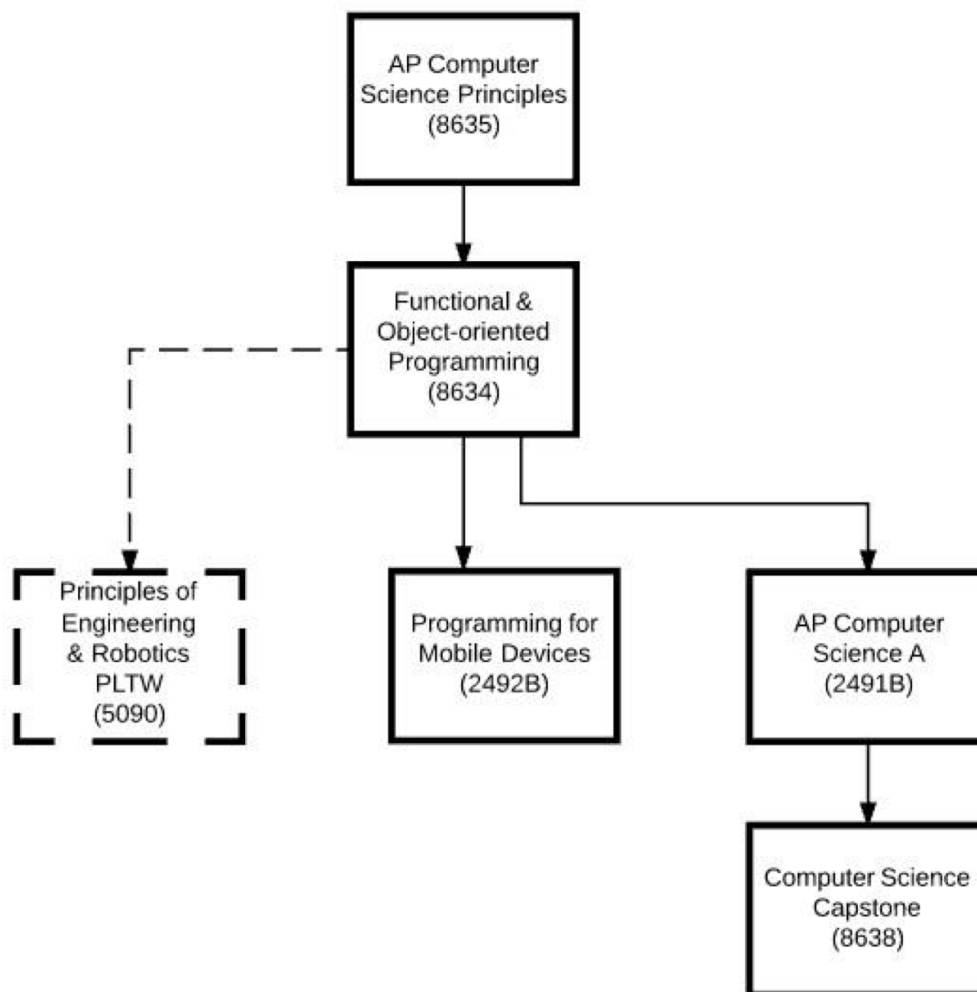 AP Computer
Science Principles
(8635)
Functional &
Object-oriented
Programming
(8634)
Principles of
Engineering
& Robotics
PLTW
(5090)
Programming for
Mobile Devices
(2492B)
AP Computer
Science A
(2491B)
Computer Science
Capstone
(8638)